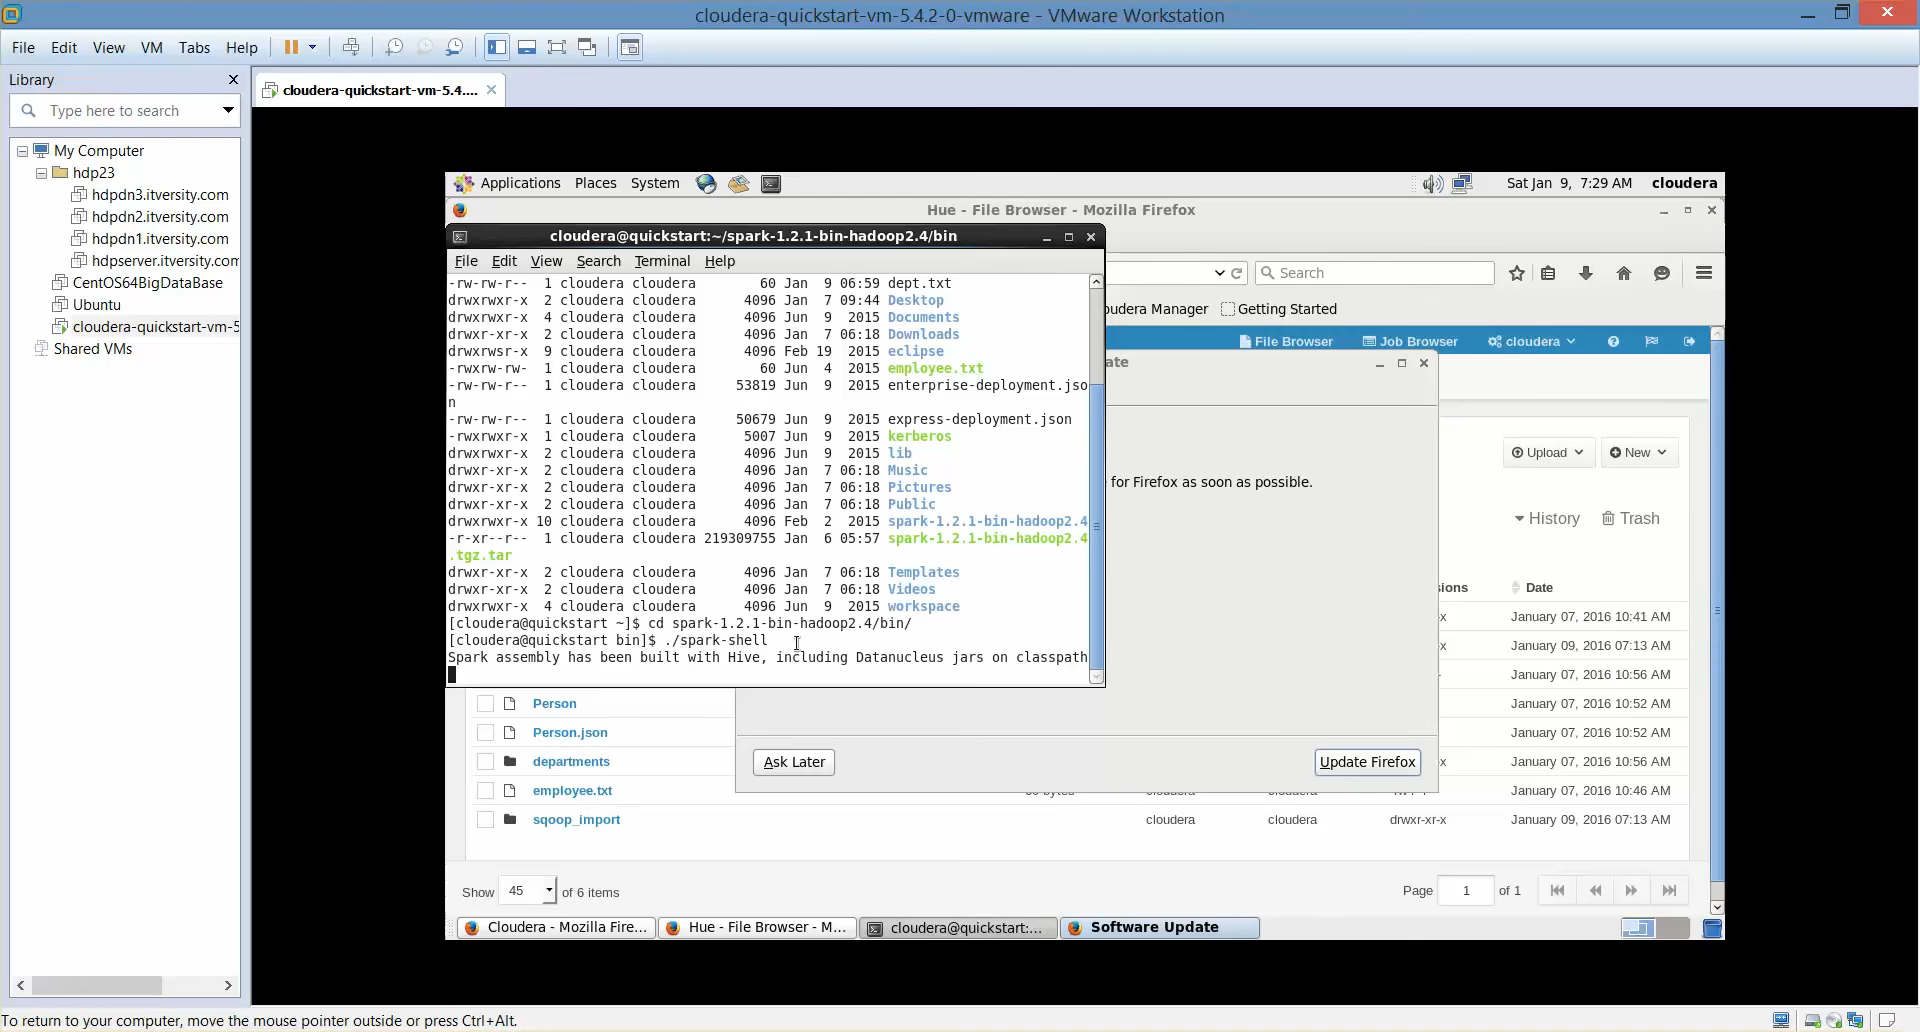 cloudera-quickstart-vm-5.4.2-0-vmware - VMware Workstation
File Edit View VM Tabs Help
Library
Type here to search
My Computer
hdp23
hdpdn3.itversity.com
hdpdn2.itversity.com
hdpdn1.itversity.com
hdpserver.itversity.com
CentOS64BigDataBase
Ubuntu
cloudera-quickstart-vm-5
Shared VMs
cloudera-quickstart-vm-5.4....
Applications Places System
Sat Jan 9, 7:29 AM cloudera
Hue - File Browser - Mozilla Firefox
cloudera@quickstart:~/spark-1.2.1-bin-hadoop2.4/bin
File Edit View Search Terminal Help
-rw-rw-r-- 1 cloudera cloudera 60 Jan 9 06:59 dept.txt
drwxrwxr-x 2 cloudera cloudera 4096 Jan 7 09:44 Desktop
drwxrwxr-x 4 cloudera cloudera 4096 Jun 9 2015 Documents
drwxr-xr-x 2 cloudera cloudera 4096 Jan 7 06:18 Downloads
drwxrwsr-x 9 cloudera cloudera 4096 Feb 19 2015 eclipse
-rwxrw-rw- 1 cloudera cloudera 60 Jun 4 2015 employee.txt
-rw-rw-r-- 1 cloudera cloudera 53819 Jun 9 2015 enterprise-deployment.jso
n
-rw-rw-r-- 1 cloudera cloudera 50679 Jun 9 2015 express-deployment.json
-rwxrwxr-x 1 cloudera cloudera 5007 Jun 9 2015 kerberos
drwxrwxr-x 2 cloudera cloudera 4096 Jun 9 2015 lib
drwxr-xr-x 2 cloudera cloudera 4096 Jan 7 06:18 Music
drwxr-xr-x 2 cloudera cloudera 4096 Jan 7 06:18 Pictures
drwxr-xr-x 2 cloudera cloudera 4096 Jan 7 06:18 Public
drwxrwxr-x 10 cloudera cloudera 4096 Feb 2 2015 spark-1.2.1-bin-hadoop2.4
-r-xr--r-- 1 cloudera cloudera 219309755 Jan 6 05:57 spark-1.2.1-bin-hadoop2.4
.tgz.tar
drwxr-xr-x 2 cloudera cloudera 4096 Jan 7 06:18 Templates
drwxr-xr-x 2 cloudera cloudera 4096 Jan 7 06:18 Videos
drwxrwxr-x 4 cloudera cloudera 4096 Jun 9 2015 workspace
[cloudera@quickstart ~]$ cd spark-1.2.1-bin-hadoop2.4/bin/
[cloudera@quickstart bin]$ ./spark-shell
Spark assembly has been built with Hive, including Datanucleus jars on classpath
Search
oudera Manager Getting Started
File Browser Job Browser cloudera
ate
for Firefox as soon as possible.
Upload New
History Trash
ions Date
x January 07, 2016 10:41 AM
x January 09, 2016 07:13 AM
- January 07, 2016 10:56 AM
Person January 07, 2016 10:52 AM
Person.json January 07, 2016 10:52 AM
departments x January 07, 2016 10:56 AM
Ask Later Update Firefox
employee.txt January 07, 2016 10:46 AM
sqoop_import cloudera cloudera drwxr-xr-x January 09, 2016 07:13 AM
Show 45 of 6 items Page 1 of 1
Cloudera - Mozilla Fire... Hue - File Browser - M... cloudera@quickstart:... Software Update
To return to your computer, move the mouse pointer outside or press Ctrl+Alt.